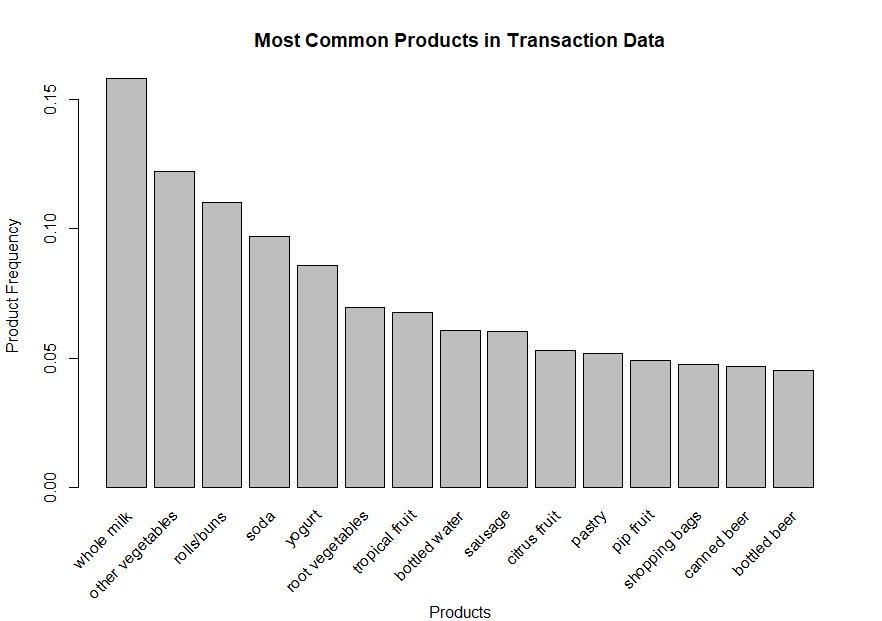 Most Common Products in Transaction Data
Product Frequency
0.15
0.10
0.05
0.00
whole milk
other vegetables
rolls/buns
soda
yogurt
root vegetables
tropical fruit
bottled water
sausage
citrus fruit
pastry
pip fruit
shopping bags
canned beer
bottled beer
Products